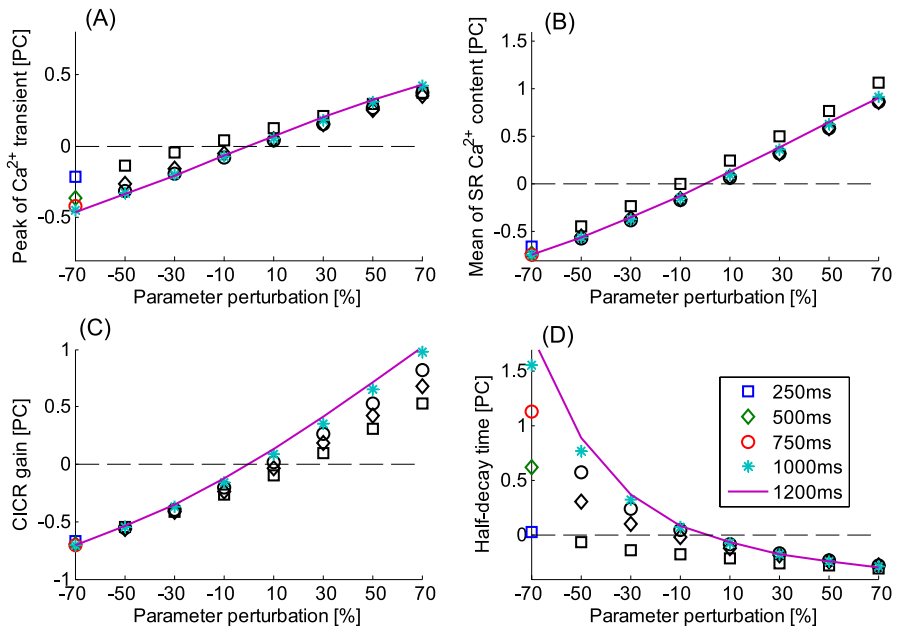 (A)
Peak of Ca2+ transient [PC]
0.5
0
-0.5
-70 -50 -30 -10 10 30 50 70
Parameter perturbation [%]
(B)
Mean of SR Ca2+ content [PC]
1.5
1
0.5
0
-0.5
-70 -50 -30 -10 10 30 50 70
Parameter perturbation [%]
(C)
CICR gain [PC]
1
0.5
0
-0.5
-1
-70 -50 -30 -10 10 30 50 70
Parameter perturbation [%]
(D)
Half-decay time [PC]
1.5
1
0.5
0
-70 -50 -30 -10 10 30 50 70
Parameter perturbation [%]
250ms
500ms
750ms
1000ms
1200ms